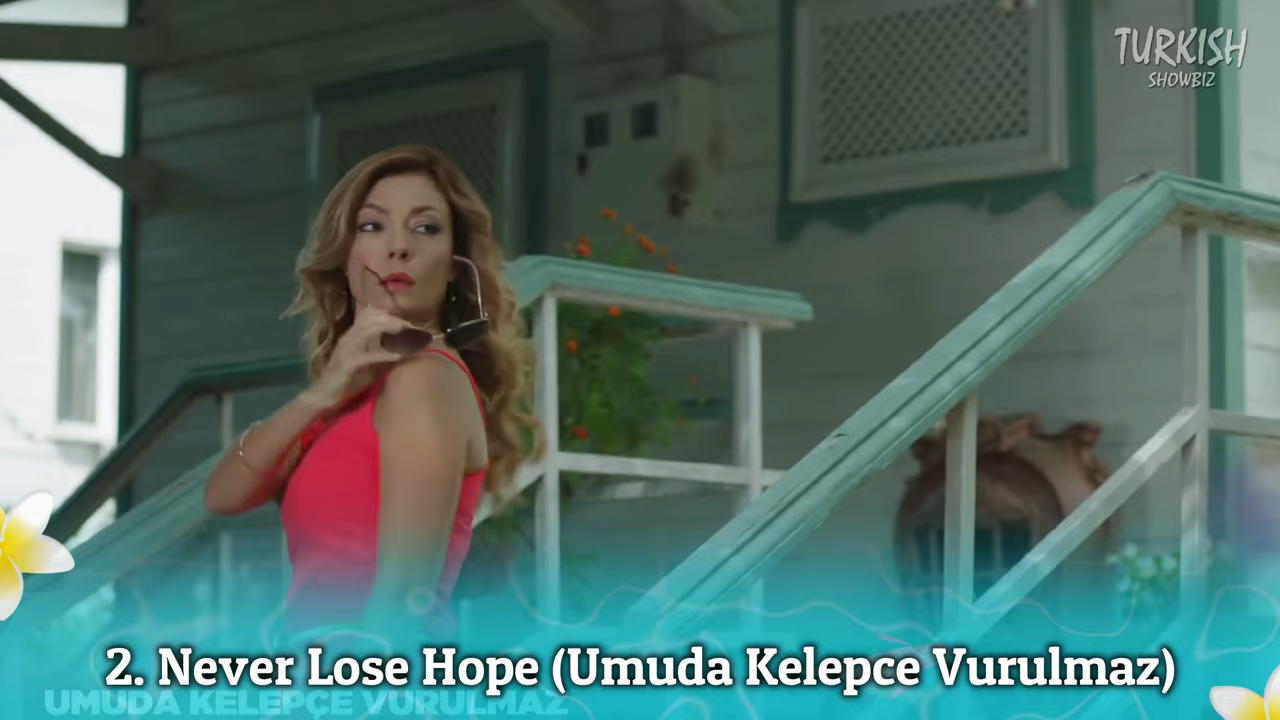 TURKISH
SHOWBIZ
2. Never Lose Hope (Umuda Kelepce Vurulmaz)
UMUDA KELEPÇE VURULMAZ